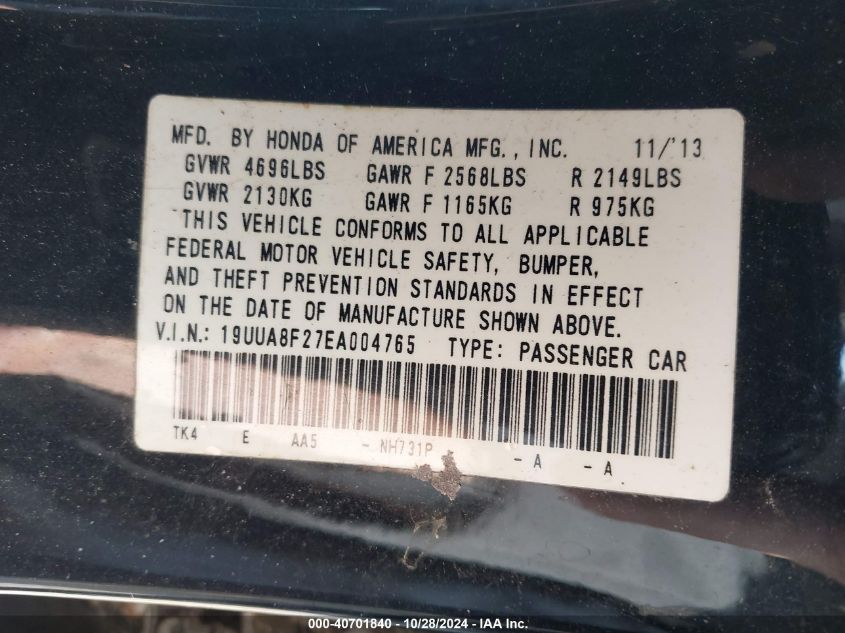 MFD. BY HONDA OF AMERICA MFG., INC. 11/'13
GVWR 4696LBS GAWR F 2568LBS R 2149LBS
GVWR 2130KG GAWR F 1165KG R 975KG
THIS VEHICLE CONFORMS TO ALL APPLICABLE
FEDERAL MOTOR VEHICLE SAFETY, BUMPER,
AND THEFT PREVENTION STANDARDS IN EFFECT
ON THE DATE OF MANUFACTURE SHOWN ABOVE.
V.I.N.: 19UUA8F27EA004765 TYPE: PASSENGER CAR
TK4 E AA5 - NH731P - A - A
000-40701840 - 10/28/2024 - IAA Inc.